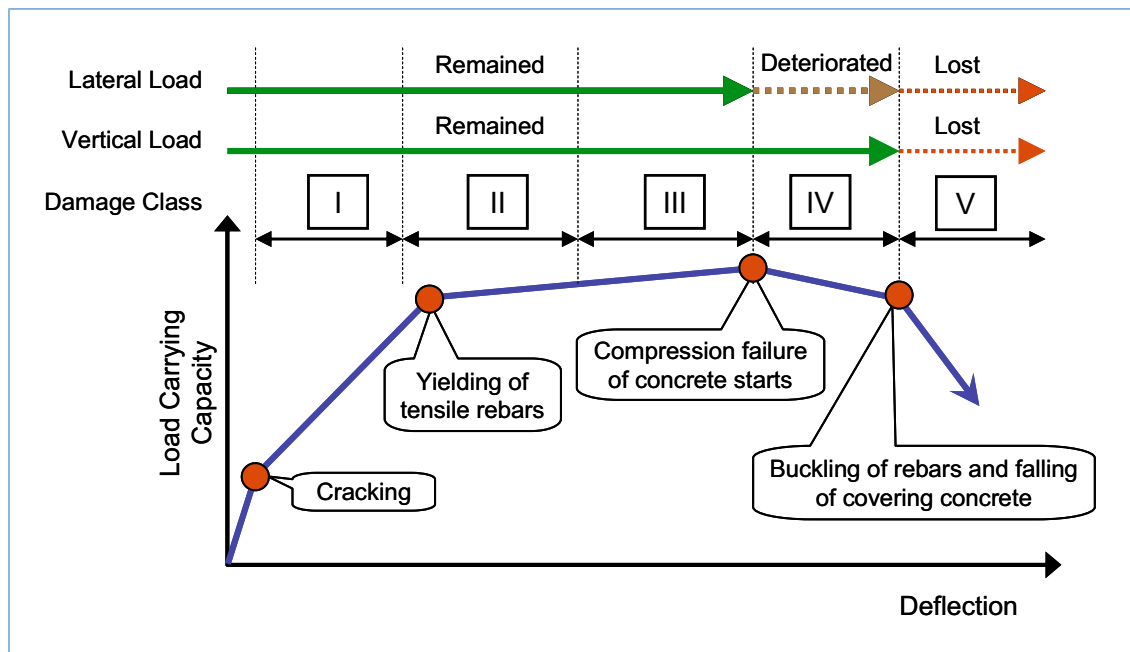 Lateral Load
Remained
Deteriorated
Lost
Vertical Load
Remained
Lost
Damage Class
I
II
III
IV
V
Load Carrying
Capacity
Cracking
Yielding of
tensile rebars
Compression failure
of concrete starts
Buckling of rebars and falling
of covering concrete
Deflection